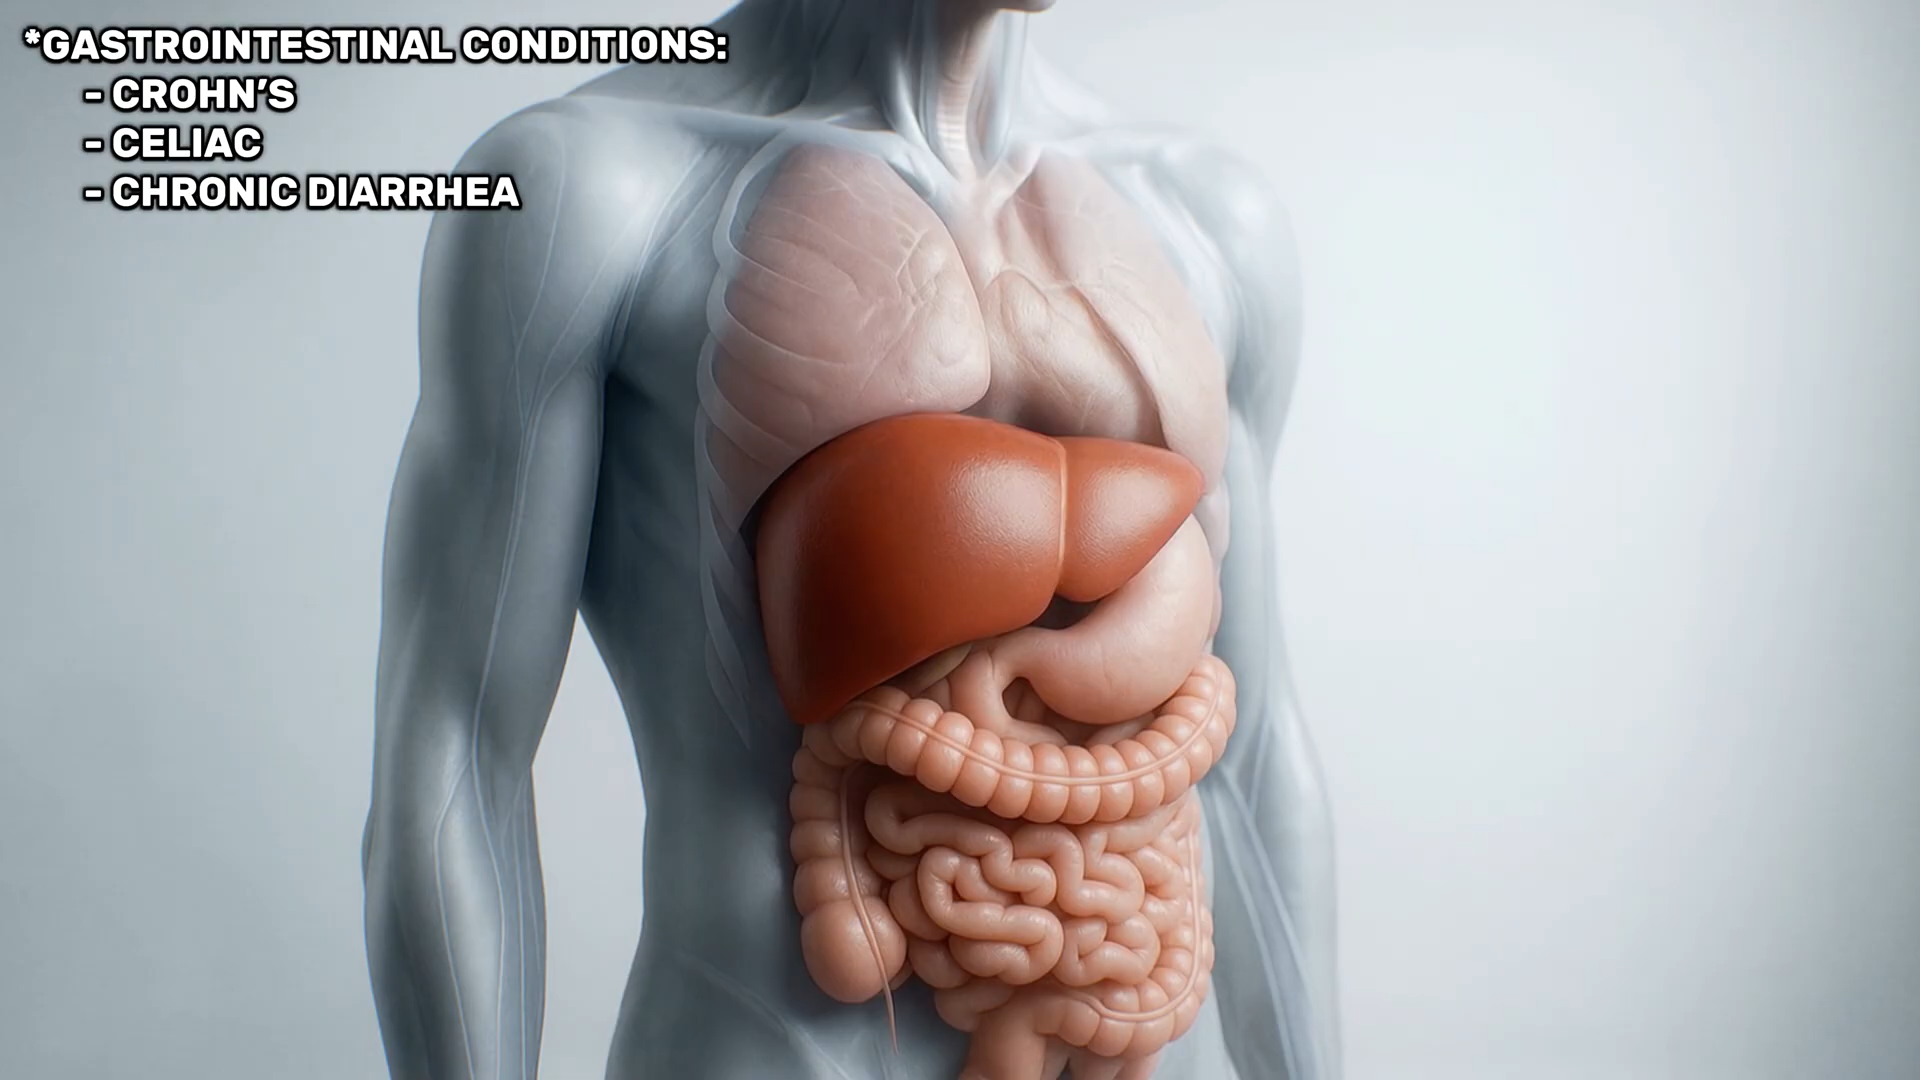 *GASTROINTESTINAL CONDITIONS:
- CROHN’S
- CELIAC
- CHRONIC DIARRHEA